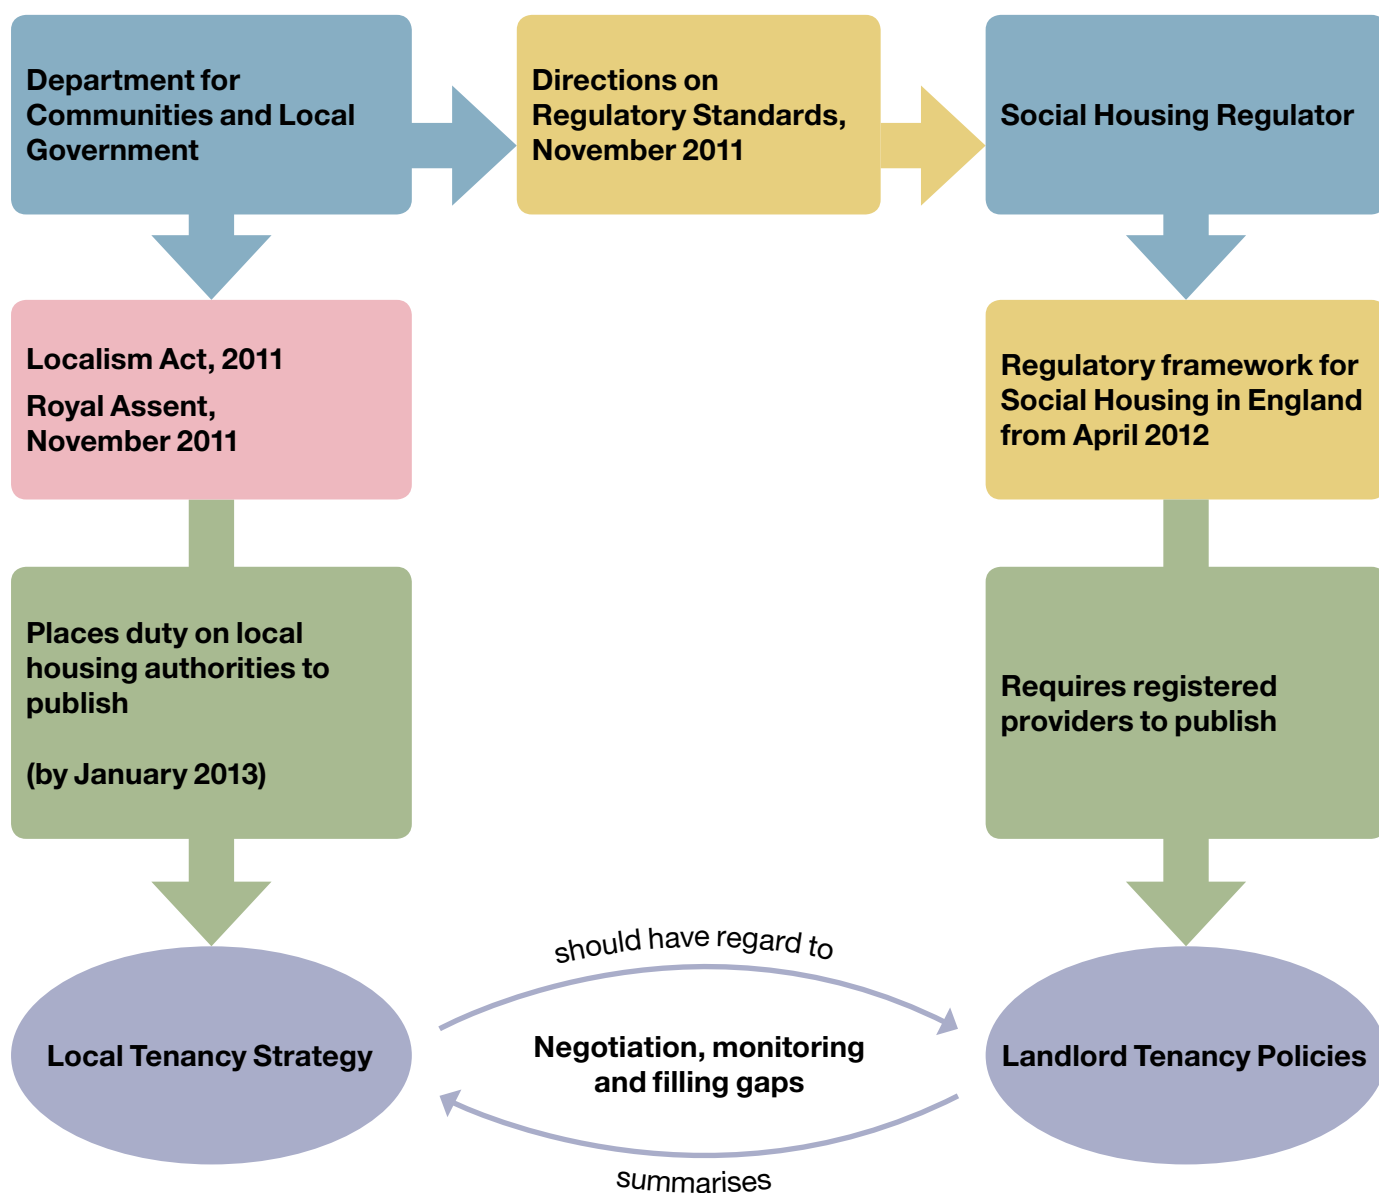 Department for
Communities and Local
Government
Directions on
Regulatory Standards,
November 2011
Social Housing Regulator
Localism Act, 2011
Royal Assent,
November 2011
Regulatory framework for
Social Housing in England
from April 2012
Places duty on local
housing authorities to
publish
(by January 2013)
Requires registered
providers to publish
should have regard to
Local Tenancy Strategy
Negotiation, monitoring
and filling gaps
Landlord Tenancy Policies
summarises